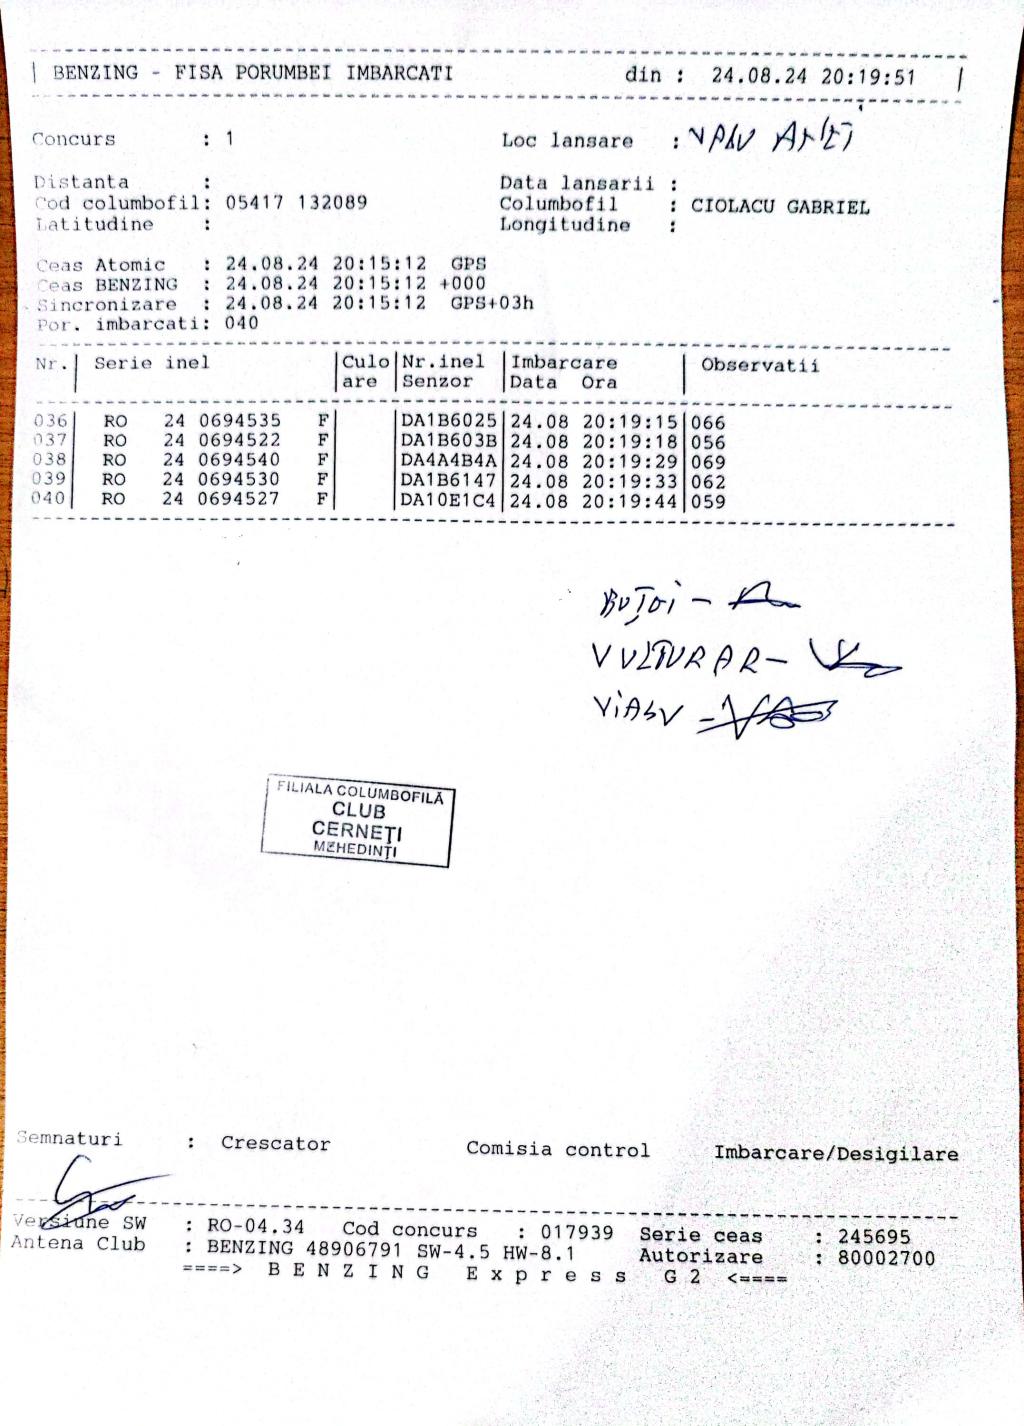 BENZING - FISA PORUMBEI IMBARCATI din : 24.08.24 20:19:51
Concurs : 1 Loc lansare :
Distanta : Data lansarii :
Cod columbofil: 05417 132089 Columbofil : CIOLACU GABRIEL
Latitudine : Longitudine :
Ceas Atomic : 24.08.24 20:15:12 GPS
Ceas BENZING : 24.08.24 20:15:12 +000
Sincronizare : 24.08.24 20:15:12 GPS+03h
Por. imbarcati: 040
Nr. Serie inel Culo Nr.inel Imbarcare Observatii
are Senzor Data Ora
036 RO 24 0694535 F DA1B6025 24.08 20:19:15 066
037 RO 24 0694522 F DA1B603B 24.08 20:19:18 056
038 RO 24 0694540 F DA4A4B4A 24.08 20:19:29 069
039 RO 24 0694530 F DA1B6147 24.08 20:19:33 062
040 RO 24 0694527 F DA10E1C4 24.08 20:19:44 059
BUȚOI -
VULTURAR -
VIAȘU -
FILIALA COLUMBOFILĂ
CLUB
CERNEȚI
MEHEDINȚI
Semnaturi : Crescator Comisia control Imbarcare/Desigilare
Versiune SW : RO-04.34 Cod concurs : 017939 Serie ceas : 245695
Antena Club : BENZING 48906791 SW-4.5 HW-8.1 Autorizare : 80002700
====> B E N Z I N G E x p r e s s G 2 <====